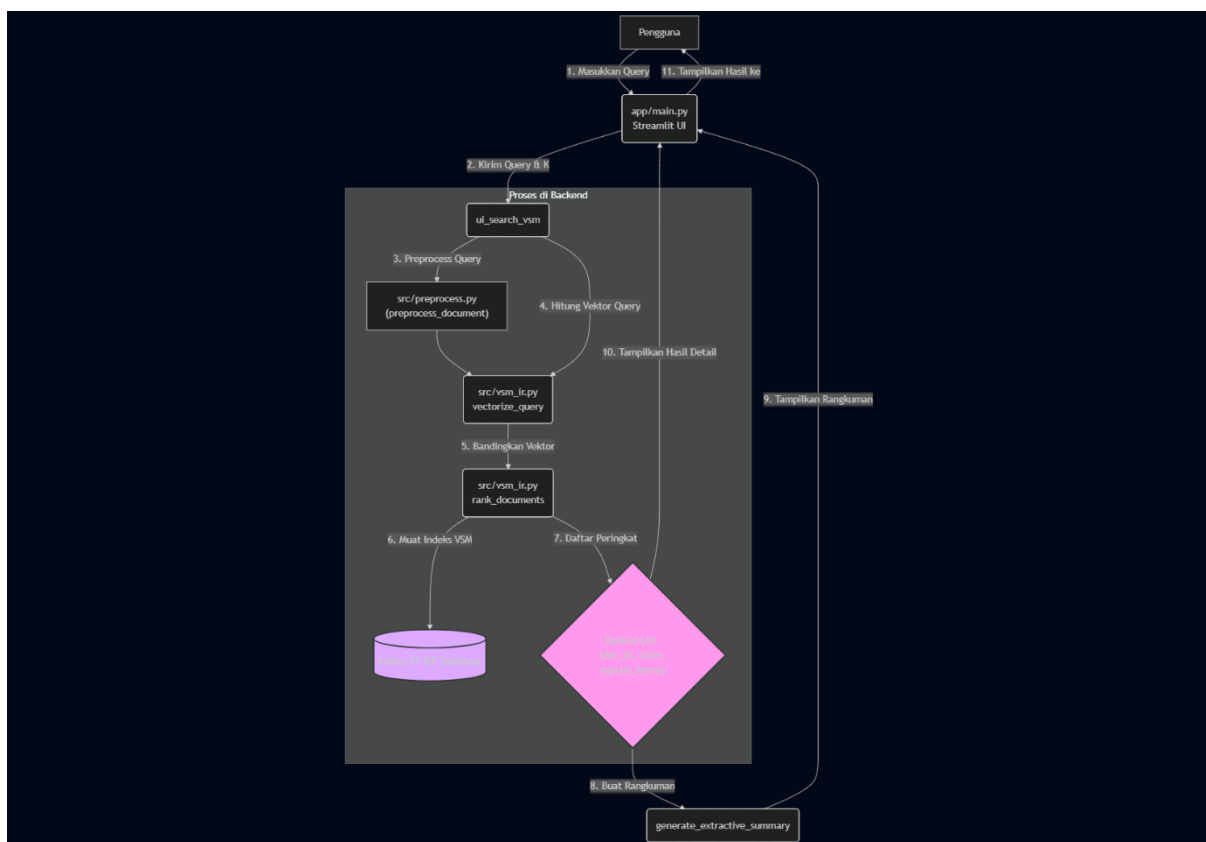 Pengguna
1. Masukkan Query
11. Tampilkan Hasil ke
app/main.py
Streamlit UI
2. Kirim Query & K
Proses di Backend
ui_search_vsm
3. Preprocess Query
src/preprocess.py
(preprocess_document)
4. Hitung Vektor Query
10. Tampilkan Hasil Detail
src/vsm_ir.py
vectorize_query
9. Tampilkan Rangkuman
5. Bandingkan Vektor
src/vsm_ir.py
rank_documents
6. Muat Indeks VSM
7. Daftar Peringkat
8. Buat Rangkuman
generate_extractive_summary